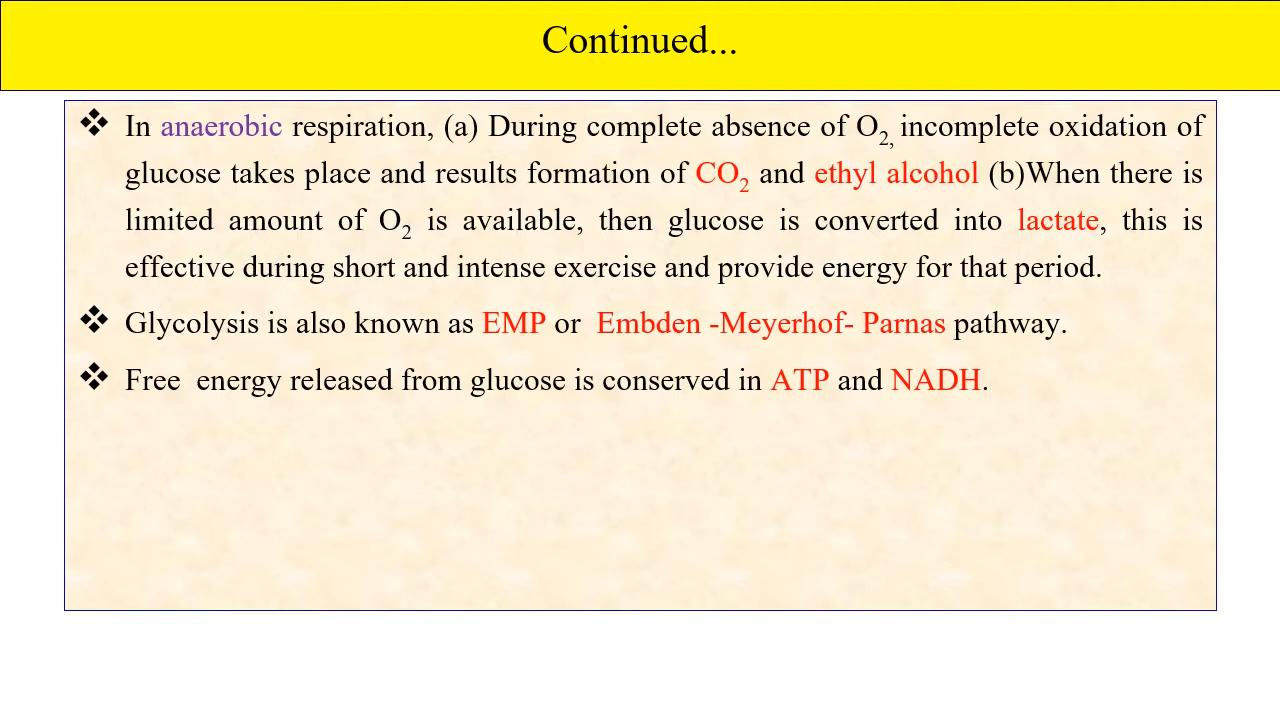 Continued...
❖ In anaerobic respiration, (a) During complete absence of O₂, incomplete oxidation of
glucose takes place and results formation of CO₂ and ethyl alcohol (b)When there is
limited amount of O₂ is available, then glucose is converted into lactate, this is
effective during short and intense exercise and provide energy for that period.
❖ Glycolysis is also known as EMP or  Embden -Meyerhof- Parnas pathway.
❖ Free  energy released from glucose is conserved in ATP and NADH.